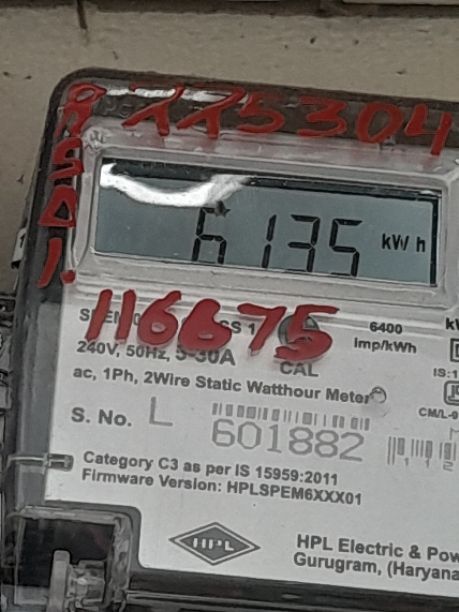 775304
6135 kWh
116675
6400
imp/kWh
240V, 50Hz, 5-30A
CAL
ac, 1Ph, 2Wire Static Watthour Meter
S. No. L 601882
Category C3 as per IS 15959:2011
Firmware Version: HPLSPEM6XXX01
HPL
HPL Electric & Pow
Gurugram, (Haryana